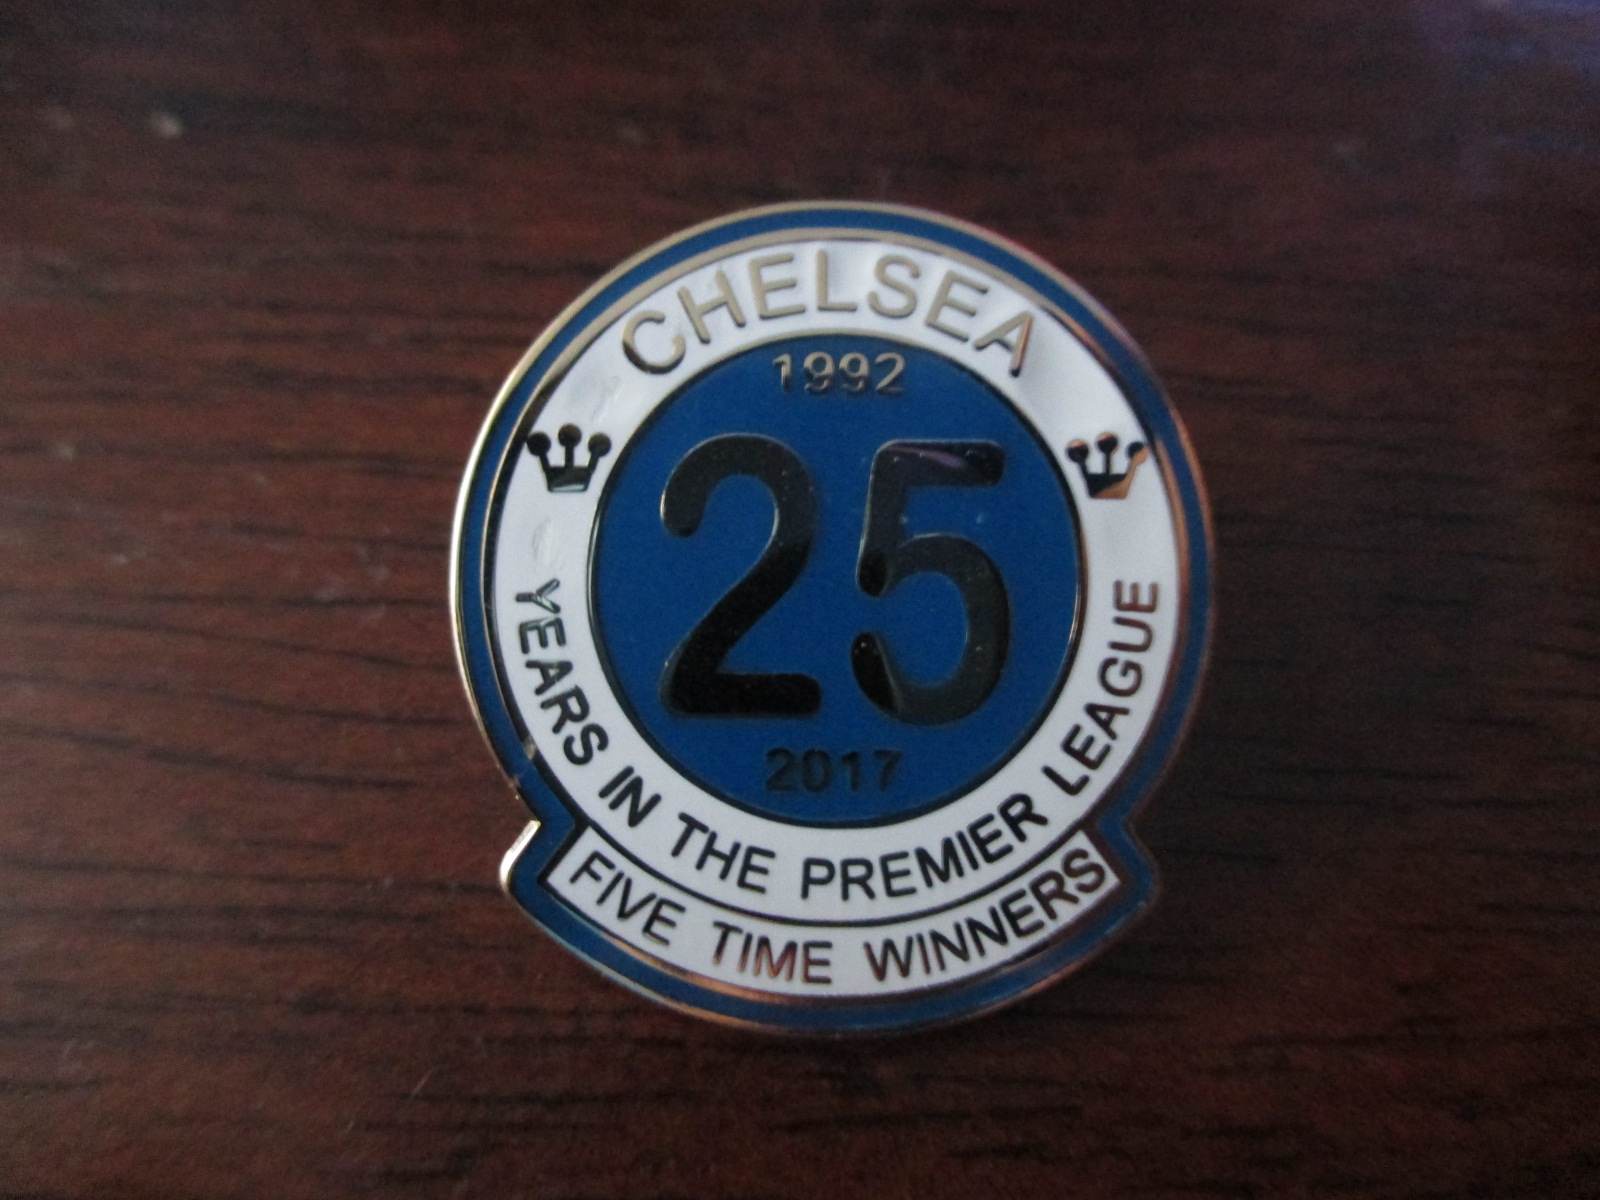 CHELSEA
1992
25
2017
YEARS IN THE PREMIER LEAGUE
FIVE TIME WINNERS